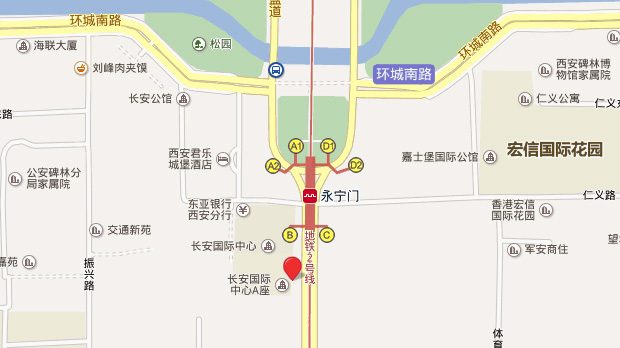 环城南路
道
松园
海联大厦
刘峰肉夹馍
环城南路
环城南路
西安碑林博
物馆家属院
长安公馆
仁义公寓
仁义路
A1
D1
西安君乐
城堡酒店
A2
D2
嘉士堡国际公馆
宏信国际花园
公安碑林分
局家属院
永宁门
仁义路
东亚银行
西安分行
香港宏信
国际花园
交通新苑
B
C
长安国际中心
地铁2号线
军安商住
望
嘉苑
振兴路
长安国际
中心A座
体育